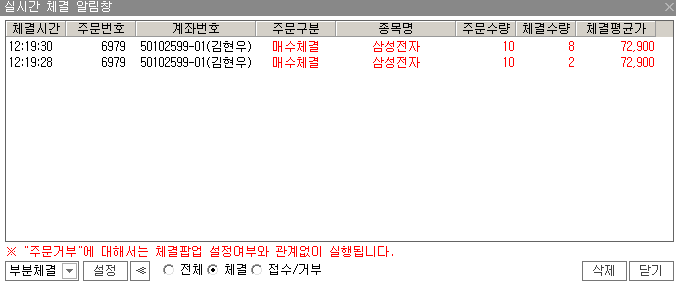 실시간 체결 알림창
체결시간 주문번호 계좌번호 주문구분 종목명 주문수량 체결수량 체결평균가
12:19:30 6979 50102599-01(김현우) 매수체결 삼성전자 10 8 72,900
12:19:28 6979 50102599-01(김현우) 매수체결 삼성전자 10 2 72,900
※ "주문거부"에 대해서는 체결팝업 설정여부와 관계없이 실행됩니다.
부분체결 설정 ≪ 전체 체결 접수/거부 삭제 닫기